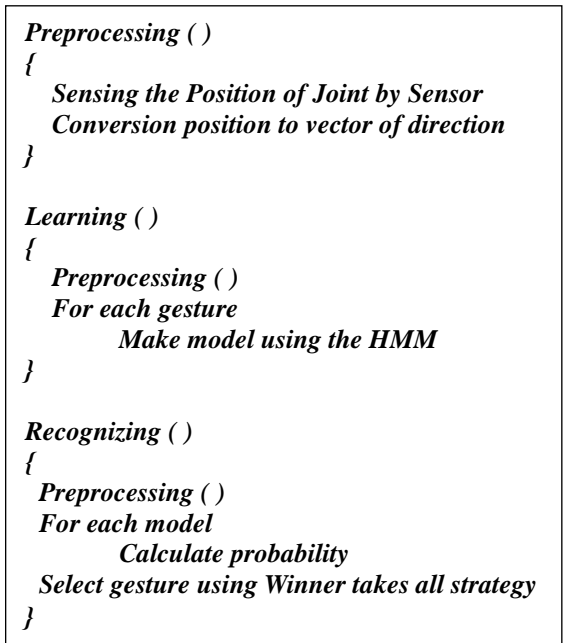 Preprocessing ( )
{
Sensing the Position of Joint by Sensor
Conversion position to vector of direction
}
Learning ( )
{
Preprocessing ( )
For each gesture
Make model using the HMM
}
Recognizing ( )
{
Preprocessing ( )
For each model
Calculate probability
Select gesture using Winner takes all strategy
}